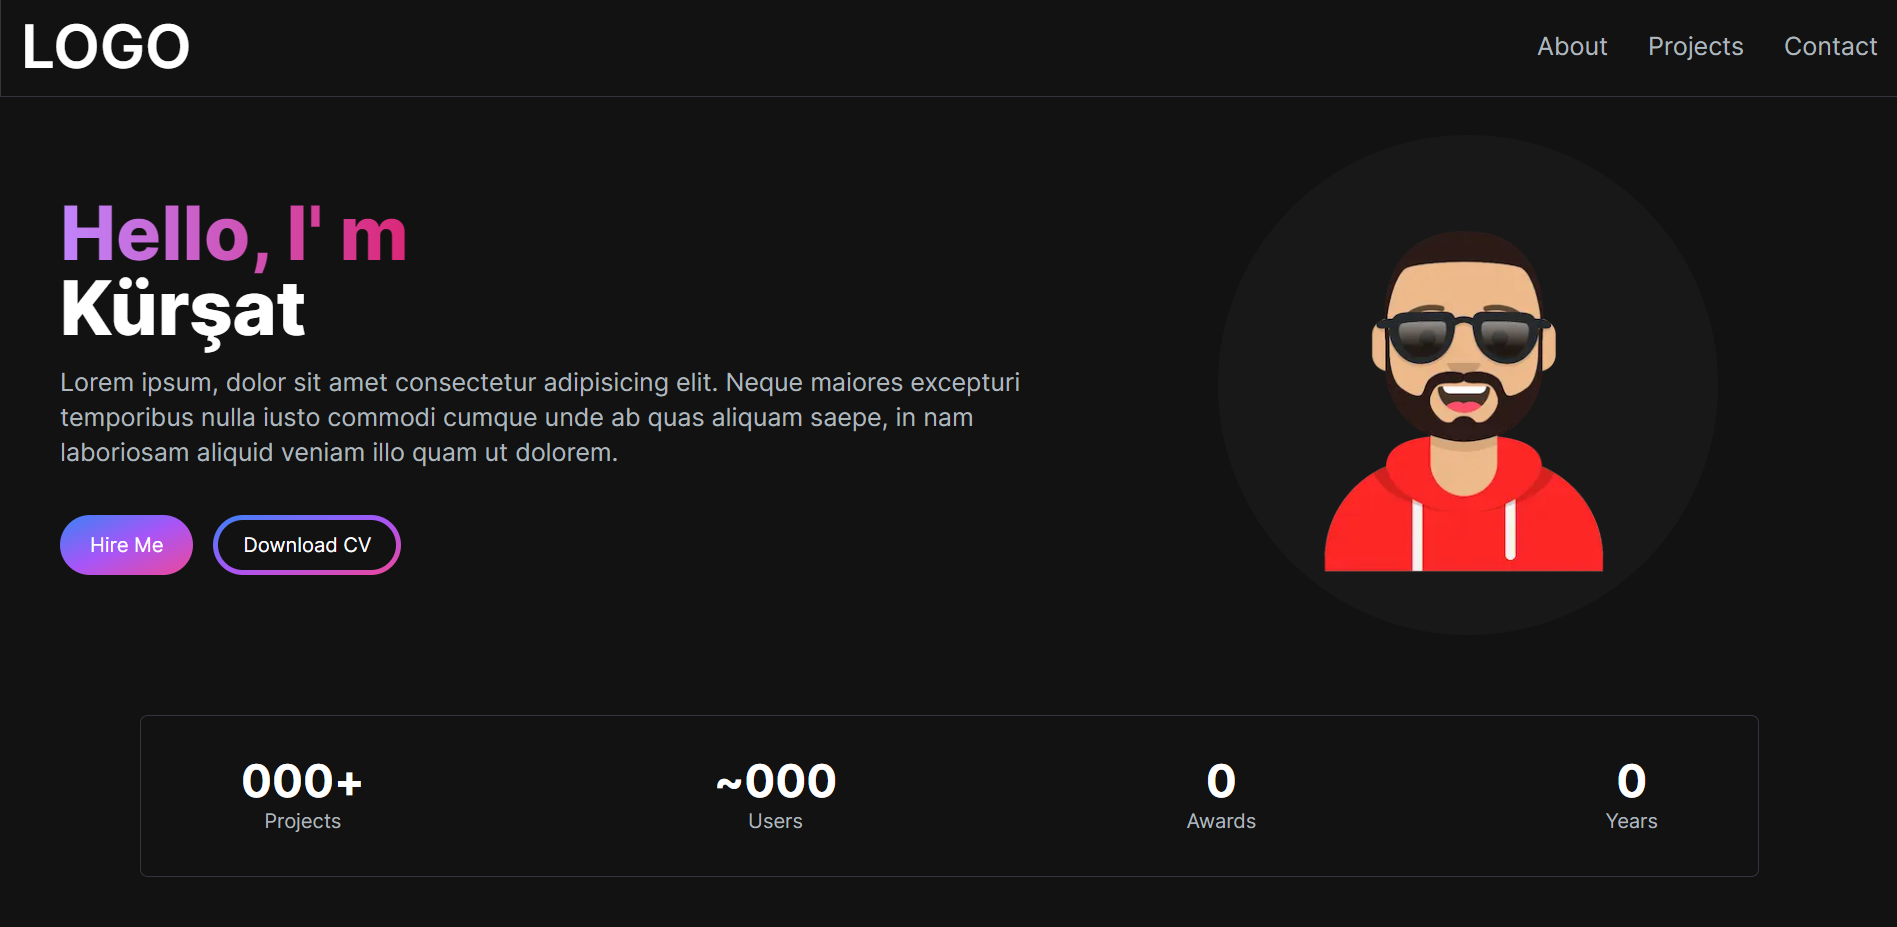 LOGO
About Projects Contact
Hello, I' m
Kürşat
Lorem ipsum, dolor sit amet consectetur adipisicing elit. Neque maiores excepturi
temporibus nulla iusto commodi cumque unde ab quas aliquam saepe, in nam
laboriosam aliquid veniam illo quam ut dolorem.
Hire Me
Download CV
000+
Projects
~000
Users
0
Awards
0
Years